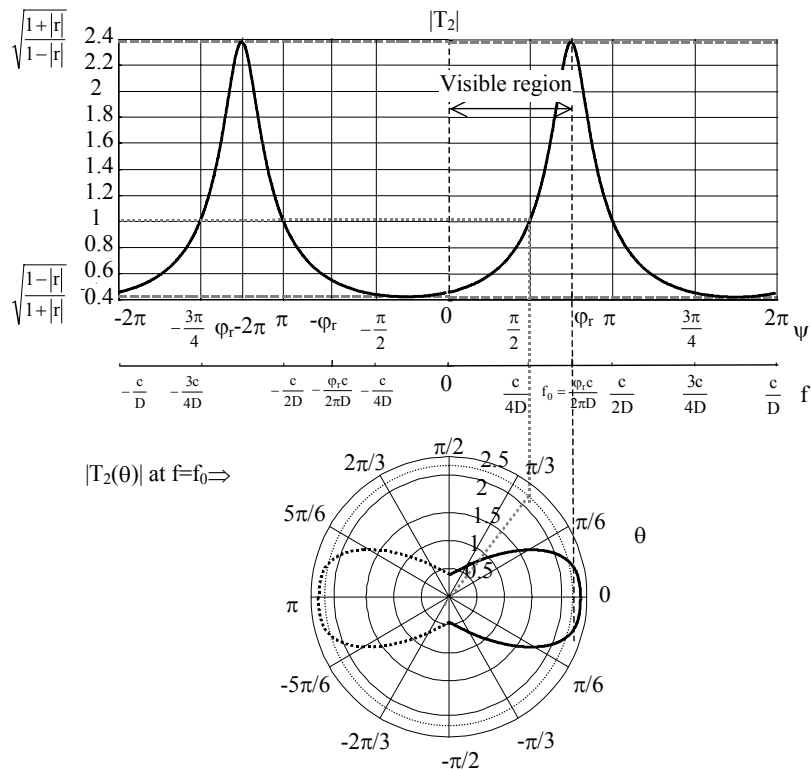 |T₂|
√(1+|r|)/(1−|r|)
2.4
2.2
2
1.8
1.6
1.4
1.2
1
0.8
0.6
0.4
√(1−|r|)/(1+|r|)
Visible region
-2π −3π/4 φᵣ-2π π -φᵣ −π/2 0 π/2 φᵣ π 3π/4 2π ψ
−c/D −3c/4D −c/2D −φᵣc/2πD −c/4D 0 c/4D f₀ = φᵣc/2πD c/2D 3c/4D c/D f
|T₂(θ)| at f=f₀⇒
π/2
2π/3 2.5 π/3
2
5π/6 1.5 π/6 θ
1
0.5
π 0
-5π/6 π/6
-2π/3 -π/3
-π/2